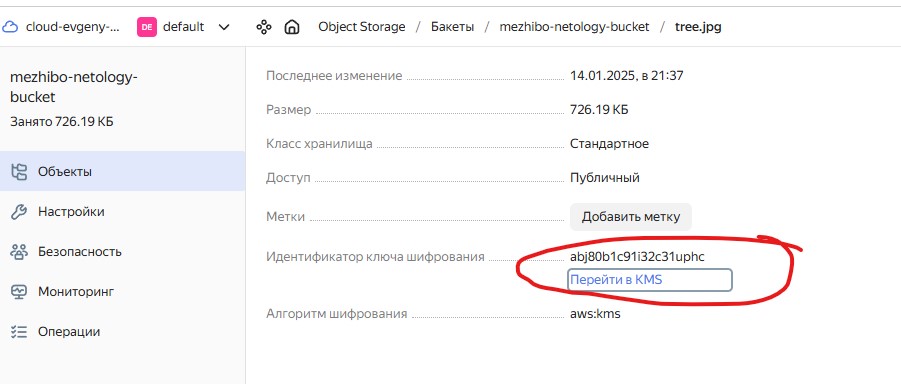 cloud-evgeny-... DE default Object Storage / Бакеты / mezhibo-netology-bucket / tree.jpg
mezhibo-netology-
bucket
Занято 726.19 КБ
Объекты
Настройки
Безопасность
Мониторинг
Операции
Последнее изменение 14.01.2025, в 21:37
Размер 726.19 КБ
Класс хранилища Стандартное
Доступ Публичный
Метки Добавить метку
Идентификатор ключа шифрования abj80b1c91i32c31uphc
Перейти в KMS
Алгоритм шифрования aws:kms